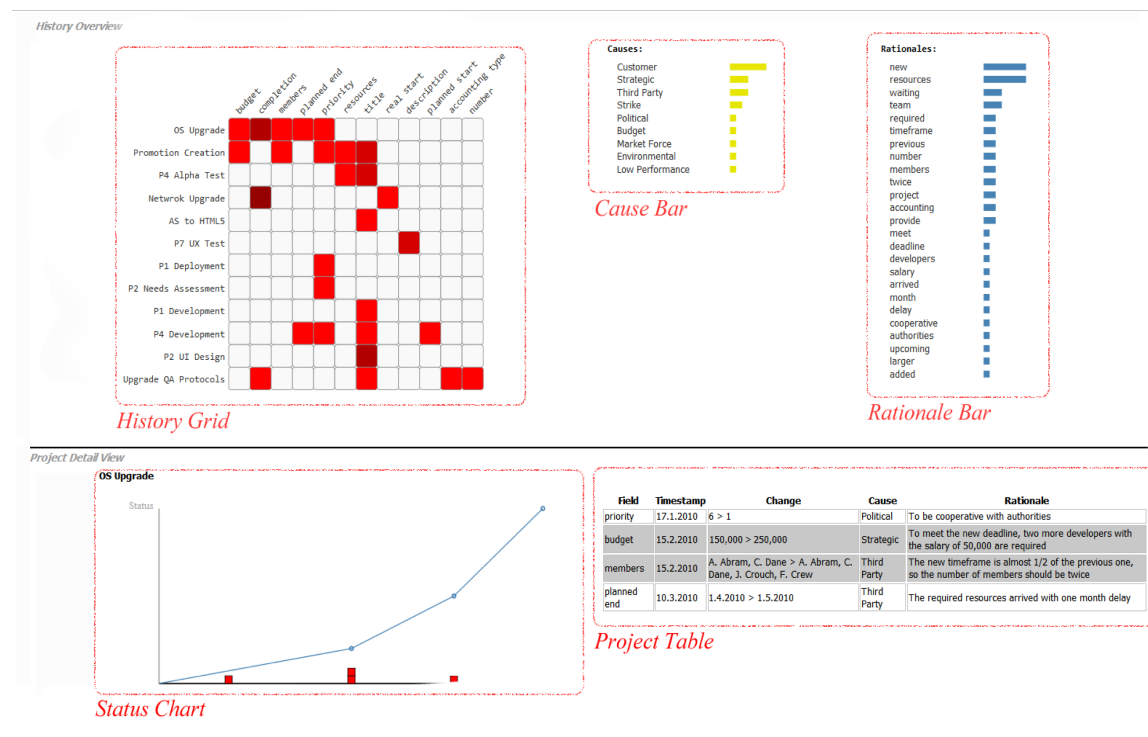 History Overview
budget
completion
members
planned end
priority
resources
title
real start
description
planned start
accounting type
number
OS Upgrade
Promotion Creation
P4 Alpha Test
Netwrok Upgrade
AS to HTML5
P7 UX Test
P1 Deployment
P2 Needs Assessment
P1 Development
P4 Development
P2 UI Design
Upgrade QA Protocols
History Grid
Causes:
Customer
Strategic
Third Party
Strike
Political
Budget
Market Force
Environmental
Low Performance
Cause Bar
Rationales:
new
resources
waiting
team
required
timeframe
previous
number
members
twice
project
accounting
provide
meet
deadline
developers
salary
arrived
month
delay
cooperative
authorities
upcoming
larger
added
Rationale Bar
Project Detail View
OS Upgrade
Status
Status Chart
Field Timestamp Change Cause Rationale
priority 17.1.2010 6 > 1 Political To be cooperative with authorities
budget 15.2.2010 150,000 > 250,000 Strategic To meet the new deadline, two more developers with
the salary of 50,000 are required
members 15.2.2010 A. Abram, C. Dane > A. Abram, C. Third The new timeframe is almost 1/2 of the previous one,
Dane, J. Crouch, F. Crew Party so the number of members should be twice
planned Third
end 10.3.2010 1.4.2010 > 1.5.2010 Party The required resources arrived with one month delay
Project Table